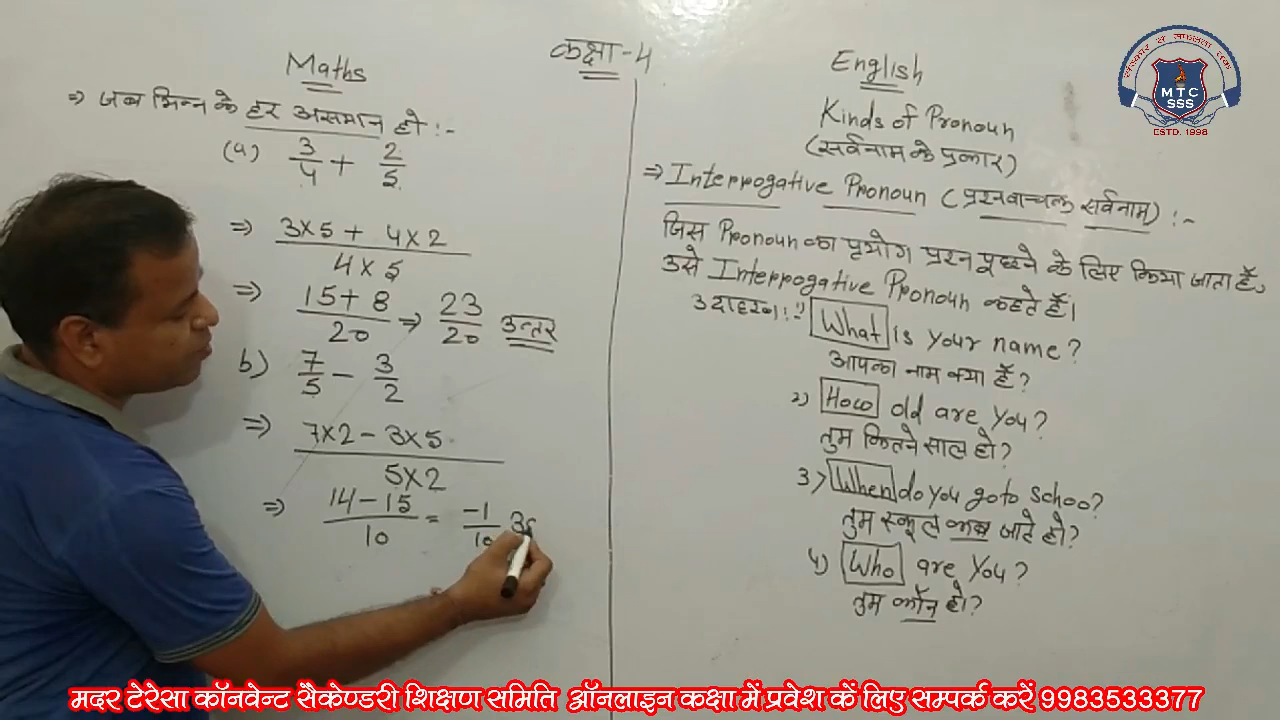 कक्षा-4
Maths
⇒ जब भिन्न के हर असमान हो :-
(a) 3/4 + 2/5
⇒ 3×5 + 4×2 / 4×5
⇒ 15+8 / 20 ⇒ 23/20 उत्तर
b) 7/5 - 3/2
⇒ 7×2 - 3×5 / 5×2
⇒ 14-15 / 10 = -1/10
English
Kinds of Pronoun
(सर्वनाम के प्रकार)
⇒ Interrogative Pronoun (प्रश्नवाचक सर्वनाम) :-
जिस Pronoun का प्रयोग प्रश्न पूछने के लिए किया जाता है,
उसे Interrogative Pronoun कहते हैं।
उदाहरण : What is your name?
आपका नाम क्या है?
2) How old are you?
तुम कितने साल हो?
3) When do you goto schoo?
तुम स्कूल कब जाते हो?
4) Who are you?
तुम कौन हो?
संस्कार से सफलता तक
MTC
SSS
ESTD. 1998
मदर टेरेसा कॉनवेन्ट सैकेण्डरी शिक्षण समिति ऑनलाइन कक्षा में प्रवेश कें लिए सम्पर्क करें 9983533377